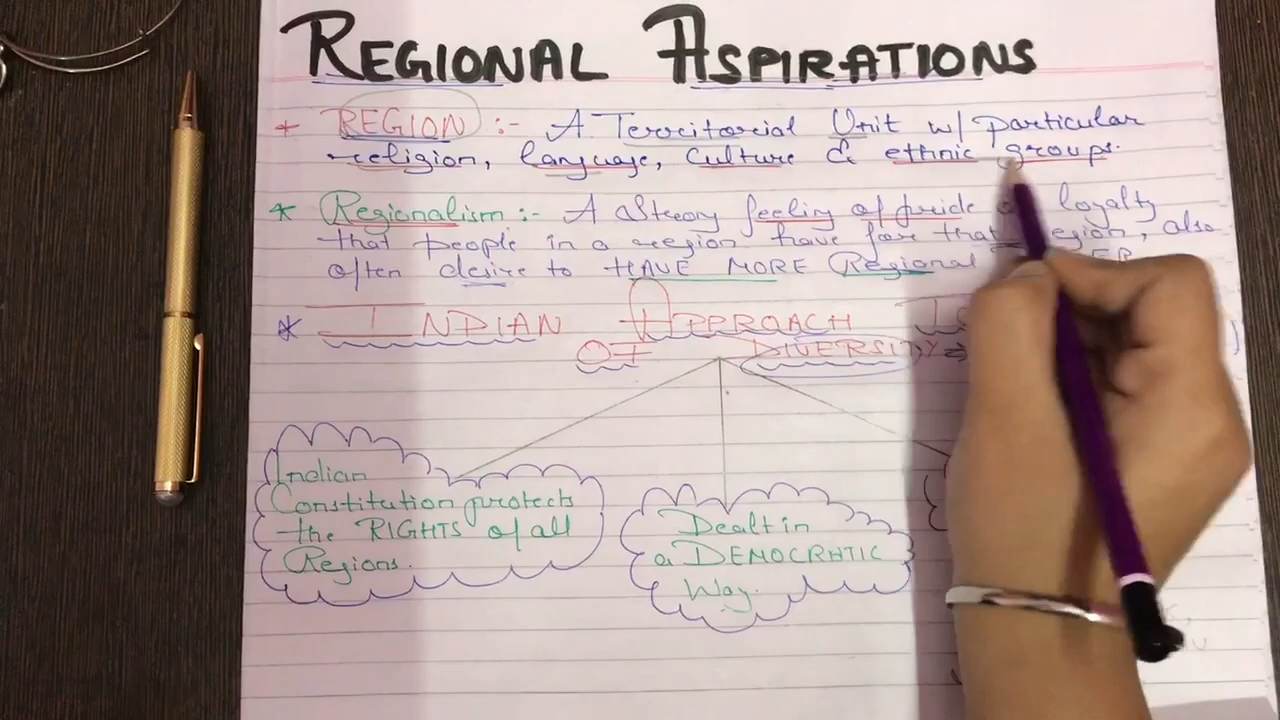 REGIONAL ASPIRATIONS
* REGION :- A Territorial Unit w/ particular
religion, language, culture & ethnic groups.
* Regionalism :- A strong feeling of pride loyalty
that people in a region have for that region, also
often desire to HAVE MORE Regional
* INDIAN APPROACH
OF DIVERSITY ⇒
Indian
Constitution protects
the RIGHTS of all
Regions.
Dealt in
a DEMOCRATIC
Way.